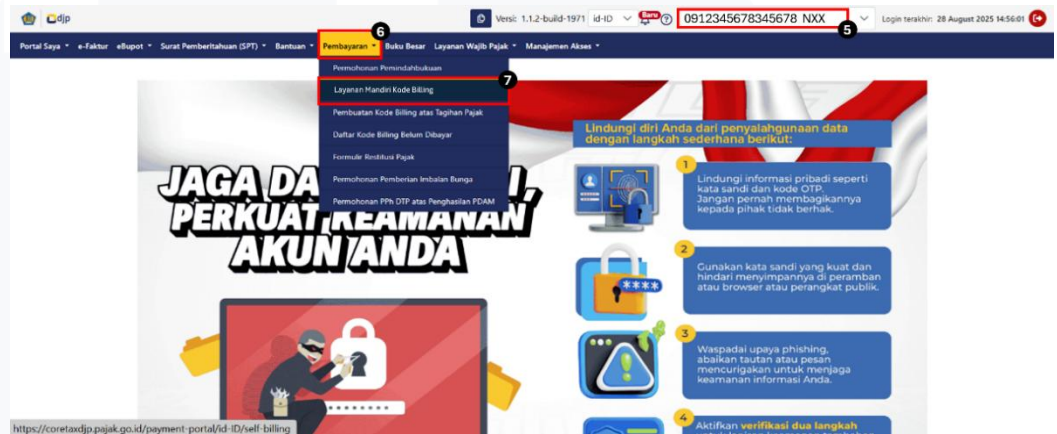 djp
Versi: 1.1.2-build-1971 id-ID Baru 0912345678345678 NXX Login terakhir: 28 August 2025 14:56:01
5
6
Portal Saya e-Faktur eBupot Surat Pemberitahuan (SPT) Bantuan Pembayaran Buku Besar Layanan Wajib Pajak Manajemen Akses
Permohonan Pemindahbukuan
7
Layanan Mandiri Kode Billing
Pembuatan Kode Billing atas Tagihan Pajak
Daftar Kode Billing Belum Dibayar
Formulir Restitusi Pajak
Permohonan Pemberian Imbalan Bunga
Permohonan PPh DTP atas Penghasilan PDAM
JAGA DA I,
PERKUAT KEAMANAN
AKUN ANDA
Lindungi diri Anda dari penyalahgunaan data
dengan langkah sederhana berikut:
1
Lindungi informasi pribadi seperti
kata sandi dan kode OTP.
Jangan pernah membagikannya
kepada pihak tidak berhak.
2
Gunakan kata sandi yang kuat dan
hindari menyimpannya di peramban
atau browser atau perangkat publik.
****
3
Waspadai upaya phishing,
abaikan tautan atau pesan
mencurigakan untuk menjaga
keamanan informasi Anda.
4
Aktifkan verifikasi dua langkah
https://coretaxdjp.pajak.go.id/payment-portal/id-ID/self-billing